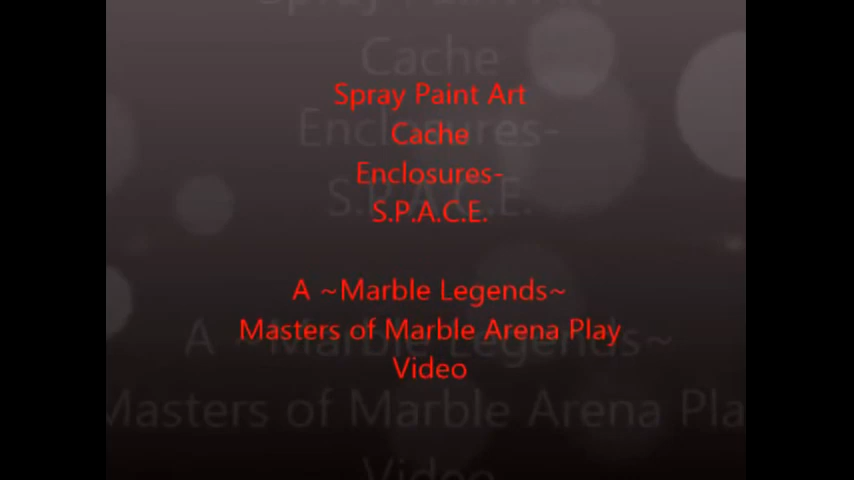 Spray Paint Art
Cache
Enclosures-
S.P.A.C.E.
A ~Marble Legends~
Masters of Marble Arena Play
Video